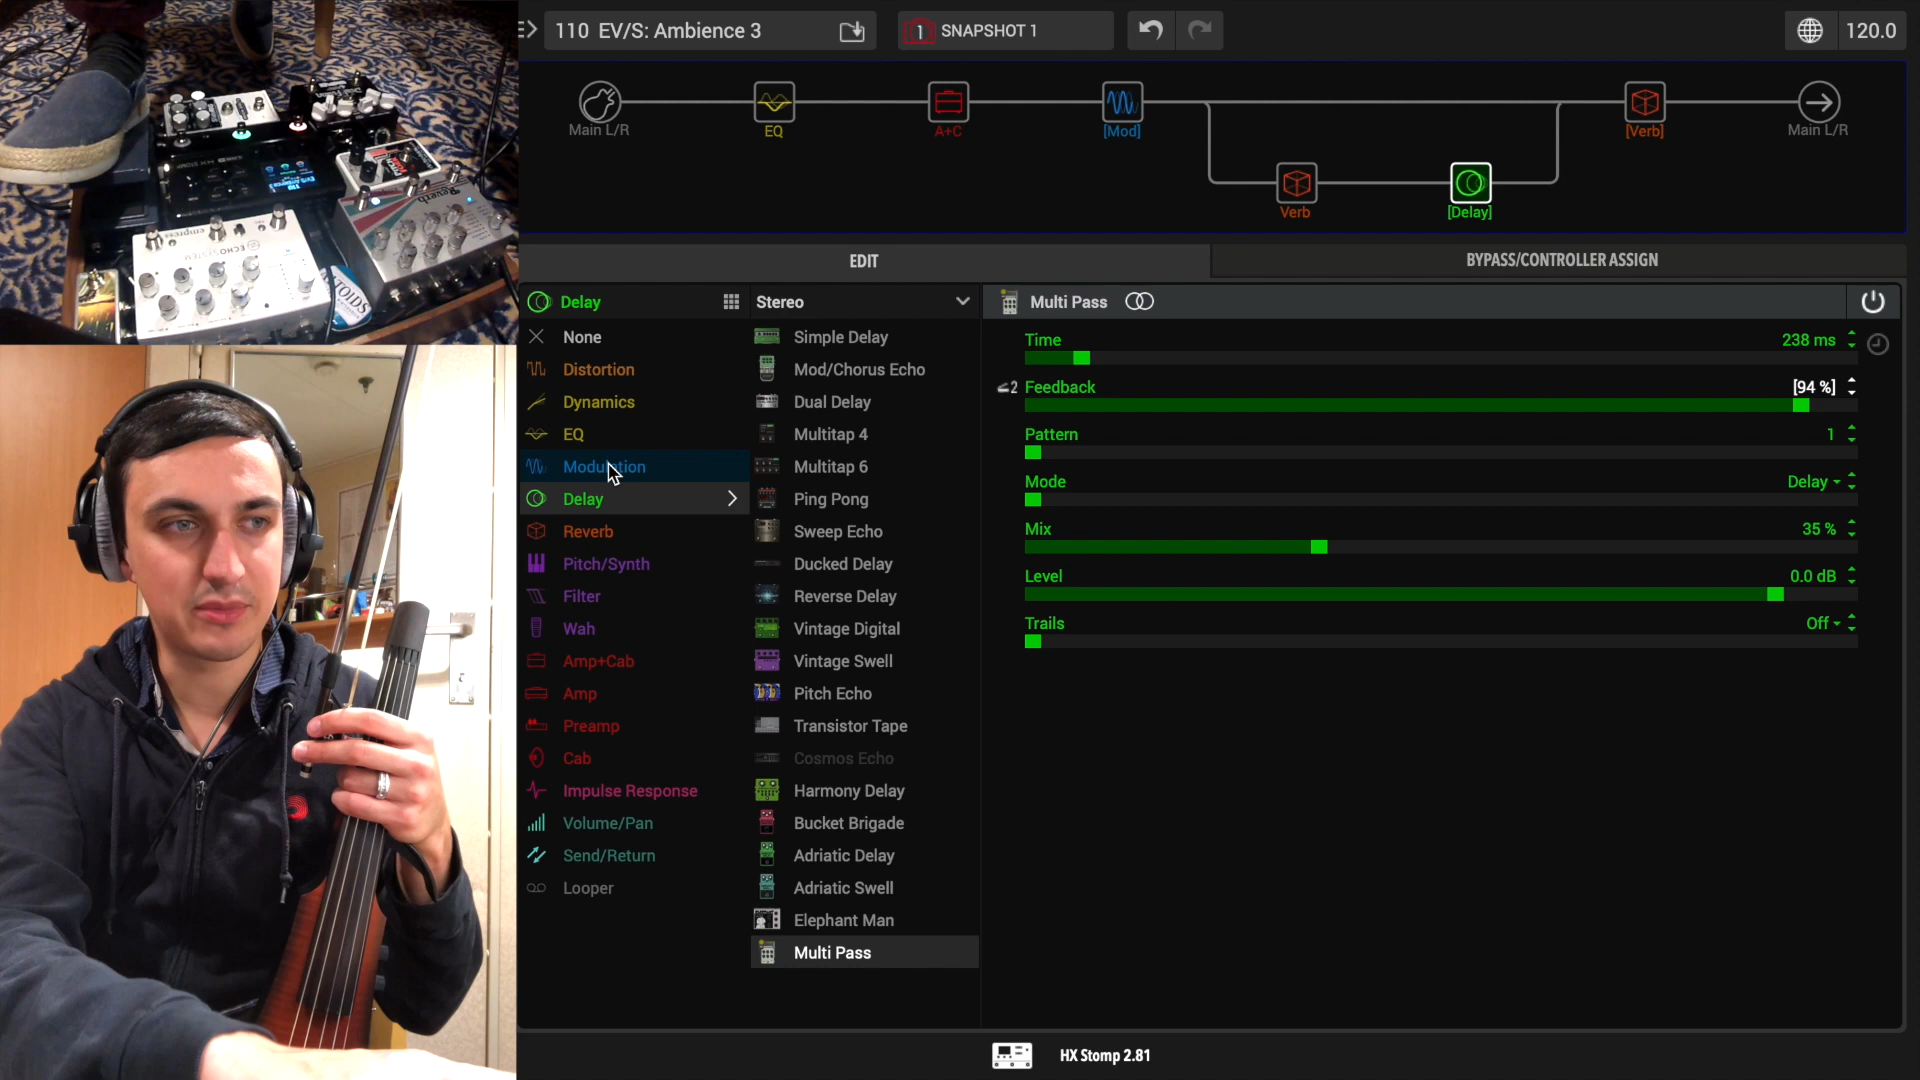 110 EV/S: Ambience 3
1 SNAPSHOT 1
120.0
Main L/R
EQ
A+C
[Mod]
[Verb]
Main L/R
Verb
[Delay]
EDIT
BYPASS/CONTROLLER ASSIGN
Delay
Stereo
Multi Pass
None
Distortion
Dynamics
EQ
Modulation
Delay
Reverb
Pitch/Synth
Filter
Wah
Amp+Cab
Amp
Preamp
Cab
Impulse Response
Volume/Pan
Send/Return
Looper
Simple Delay
Mod/Chorus Echo
Dual Delay
Multitap 4
Multitap 6
Ping Pong
Sweep Echo
Ducked Delay
Reverse Delay
Vintage Digital
Vintage Swell
Pitch Echo
Transistor Tape
Cosmos Echo
Harmony Delay
Bucket Brigade
Adriatic Delay
Adriatic Swell
Elephant Man
Multi Pass
Time 238 ms
2 Feedback [94 %]
Pattern 1
Mode Delay
Mix 35 %
Level 0.0 dB
Trails Off
HX Stomp 2.81
empress
ECHOSYSTEM
Reverb